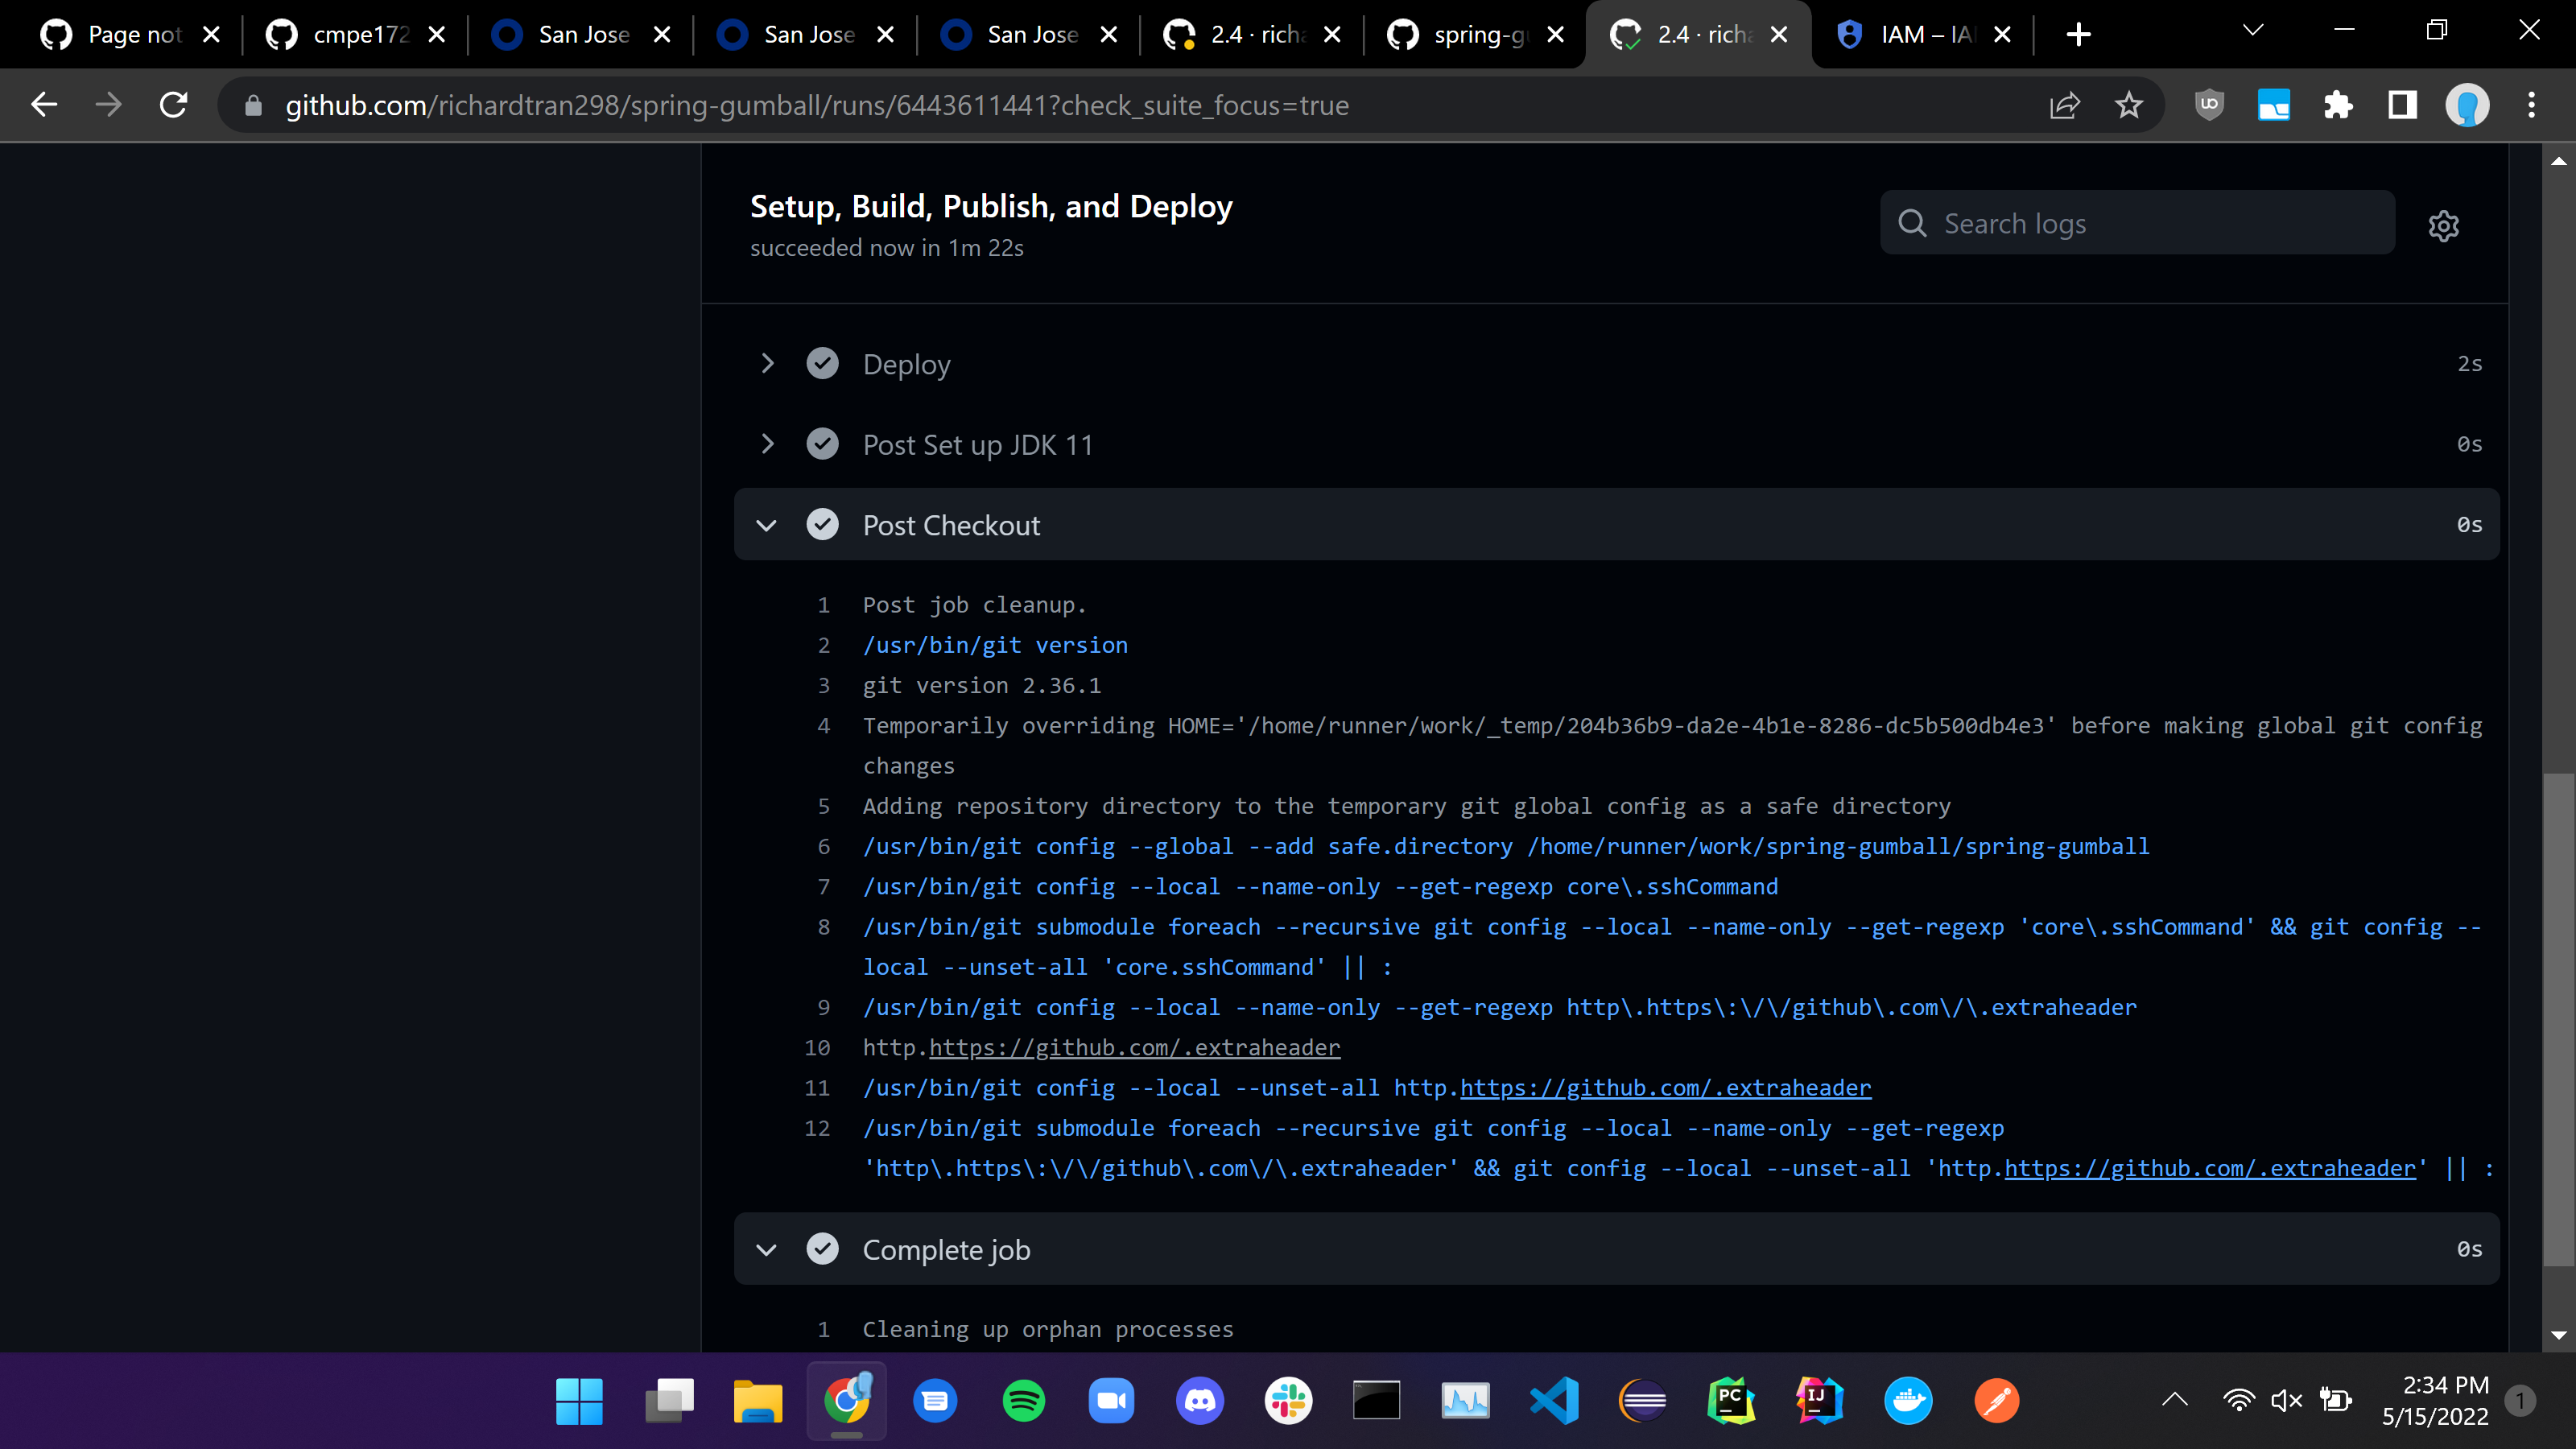 Page not
cmpe172
San Jose
San Jose
San Jose
2.4 · rich
spring-g
2.4 · rich
IAM – IA
github.com/richardtran298/spring-gumball/runs/6443611441?check_suite_focus=true
Setup, Build, Publish, and Deploy
succeeded now in 1m 22s
Search logs
Deploy 2s
Post Set up JDK 11 0s
Post Checkout 0s
1 Post job cleanup.
2 /usr/bin/git version
3 git version 2.36.1
4 Temporarily overriding HOME='/home/runner/work/_temp/204b36b9-da2e-4b1e-8286-dc5b500db4e3' before making global git config
changes
5 Adding repository directory to the temporary git global config as a safe directory
6 /usr/bin/git config --global --add safe.directory /home/runner/work/spring-gumball/spring-gumball
7 /usr/bin/git config --local --name-only --get-regexp core\.sshCommand
8 /usr/bin/git submodule foreach --recursive git config --local --name-only --get-regexp 'core\.sshCommand' && git config --
local --unset-all 'core.sshCommand' || :
9 /usr/bin/git config --local --name-only --get-regexp http\.https\:\/\/github\.com\/\.extraheader
10 http.https://github.com/.extraheader
11 /usr/bin/git config --local --unset-all http.https://github.com/.extraheader
12 /usr/bin/git submodule foreach --recursive git config --local --name-only --get-regexp
'http\.https\:\/\/github\.com\/\.extraheader' && git config --local --unset-all 'http.https://github.com/.extraheader' || :
Complete job 0s
1 Cleaning up orphan processes
PC
IJ
2:34 PM
5/15/2022
1